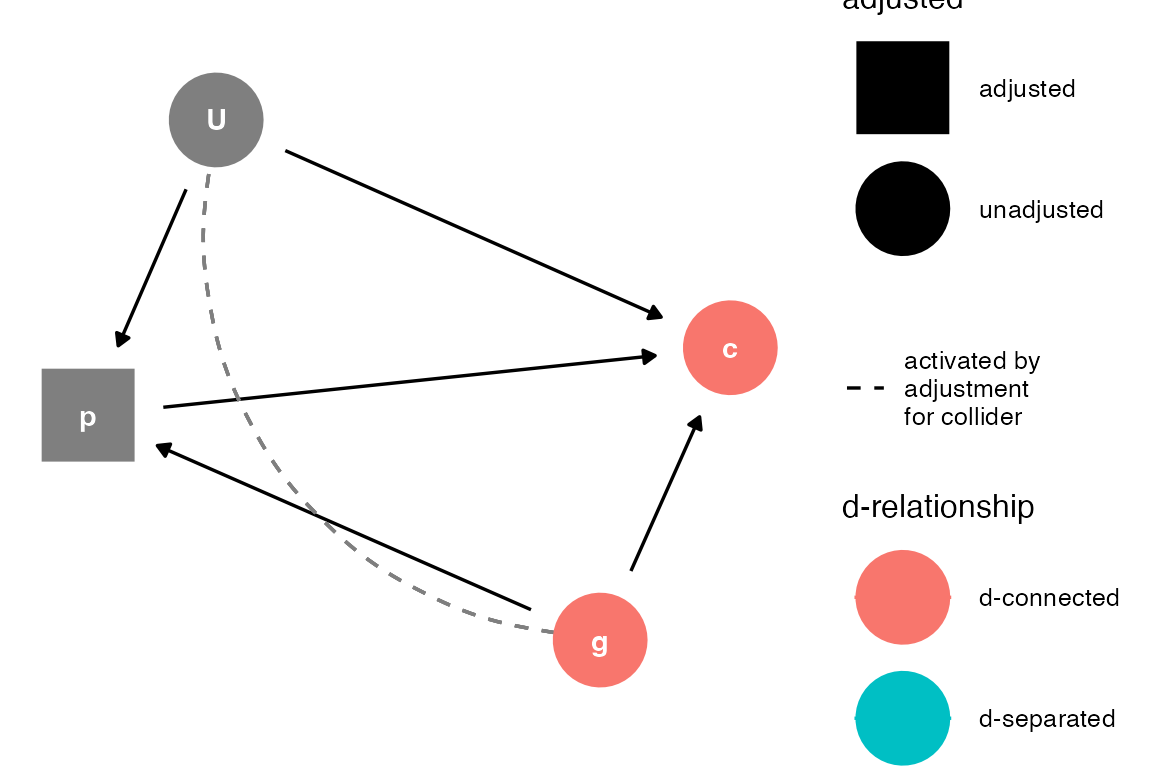 adjusted
U
adjusted
unadjusted
c
activated by
adjustment
for collider
p
d-relationship
d-connected
g
d-separated